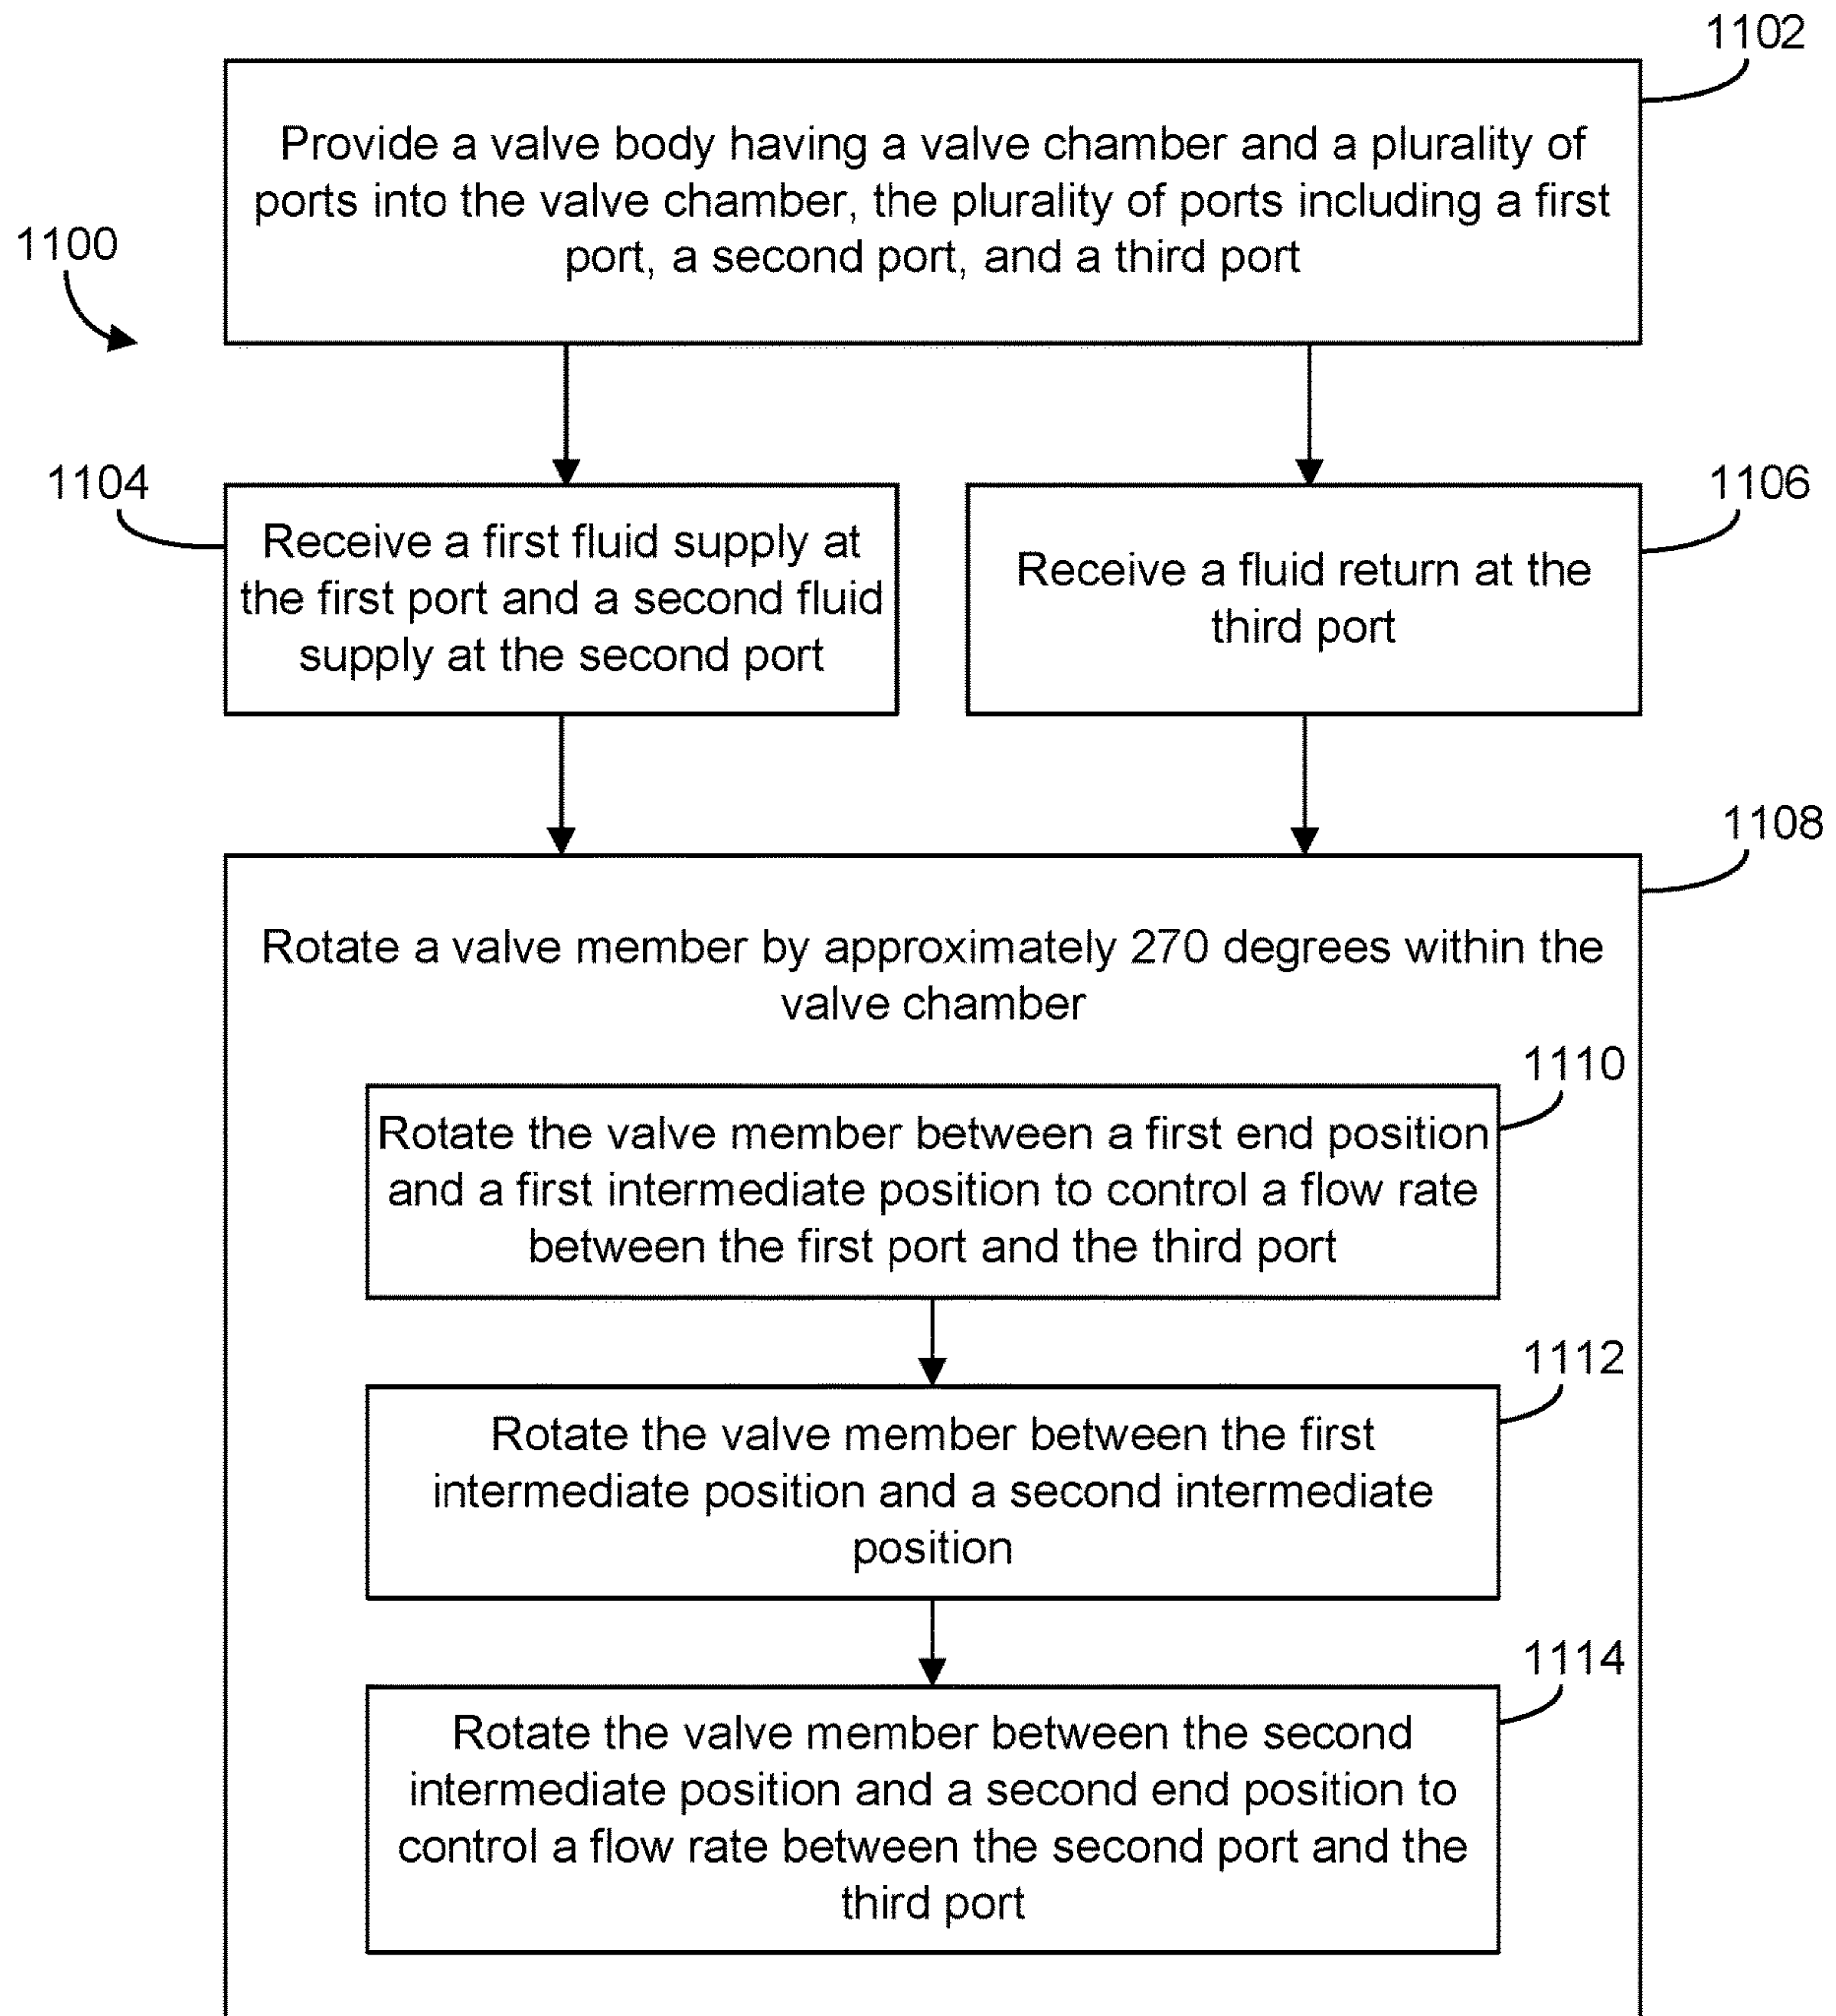 1102
Provide a valve body having a valve chamber and a plurality of
ports into the valve chamber, the plurality of ports including a first
port, a second port, and a third port
1100
1104
Receive a first fluid supply at
the first port and a second fluid
supply at the second port
1106
Receive a fluid return at the
third port
1108
Rotate a valve member by approximately 270 degrees within the
valve chamber
1110
Rotate the valve member between a first end position
and a first intermediate position to control a flow rate
between the first port and the third port
1112
Rotate the valve member between the first
intermediate position and a second intermediate
position
1114
Rotate the valve member between the second
intermediate position and a second end position to
control a flow rate between the second port and the
third port